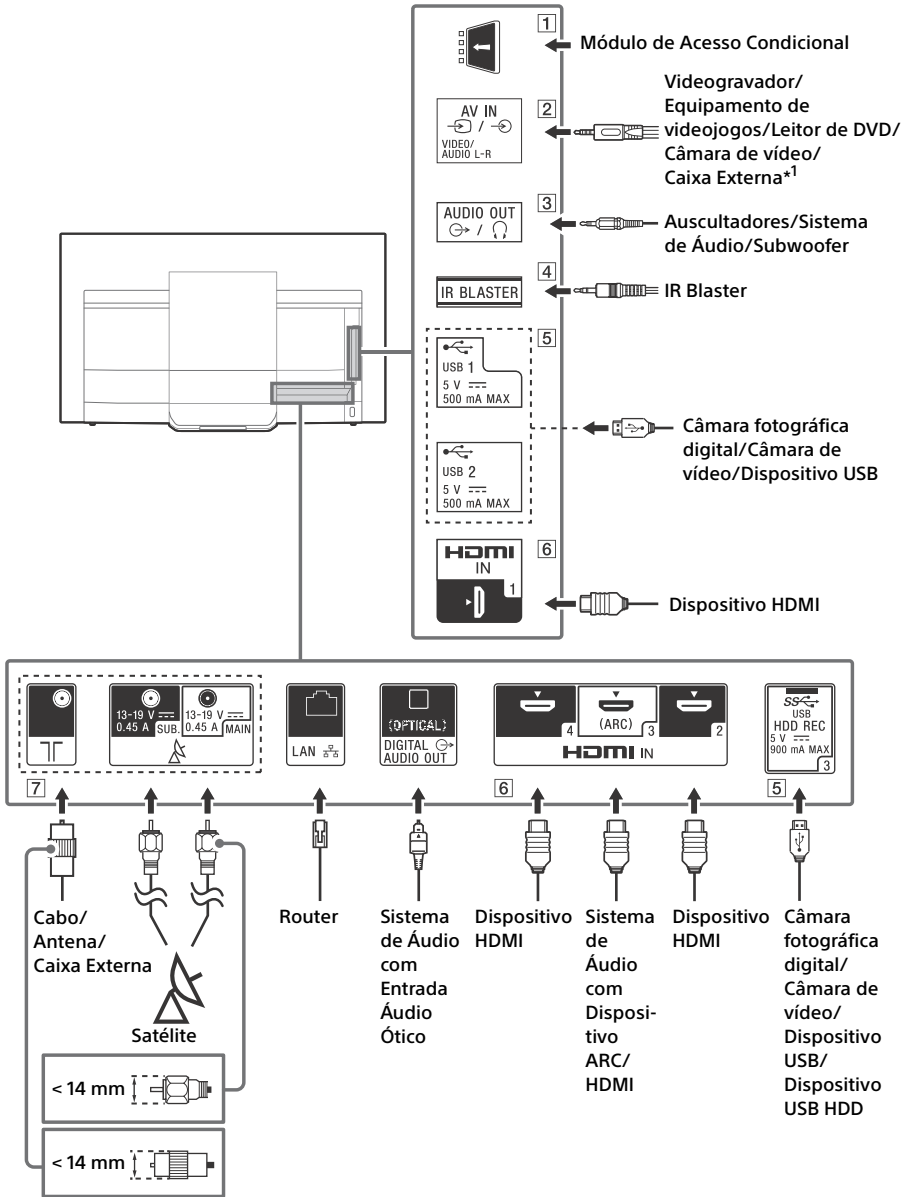 1
Módulo de Acesso Condicional
AV IN
/
VIDEO/
AUDIO L-R
2
Videogravador/
Equipamento de
videojogos/Leitor de DVD/
Câmara de vídeo/
Caixa Externa*1
AUDIO OUT
/
3
Auscultadores/Sistema
de Áudio/Subwoofer
IR BLASTER
4
IR Blaster
5
USB 1
5 V
500 mA MAX
USB 2
5 V
500 mA MAX
Câmara fotográfica
digital/Câmara de
vídeo/Dispositivo USB
HDMI
IN
1
6
Dispositivo HDMI
13-19 V
0.45 A
SUB.
13-19 V
0.45 A
MAIN
LAN
(OPTICAL)
DIGITAL
AUDIO OUT
4
(ARC)
3
2
HDMI IN
SS
USB
HDD REC
5 V
900 mA MAX
3
7
6
5
Cabo/
Antena/
Caixa Externa
Satélite
Router
Sistema
de Áudio
com
Entrada
Áudio
Ótico
Dispositivo
HDMI
Sistema
de
Áudio
com
Disposi-
tivo
ARC/
HDMI
Dispositivo
HDMI
Câmara
fotográfica
digital/
Câmara de
vídeo/
Dispositivo
USB/
Dispositivo
USB HDD
< 14 mm
< 14 mm